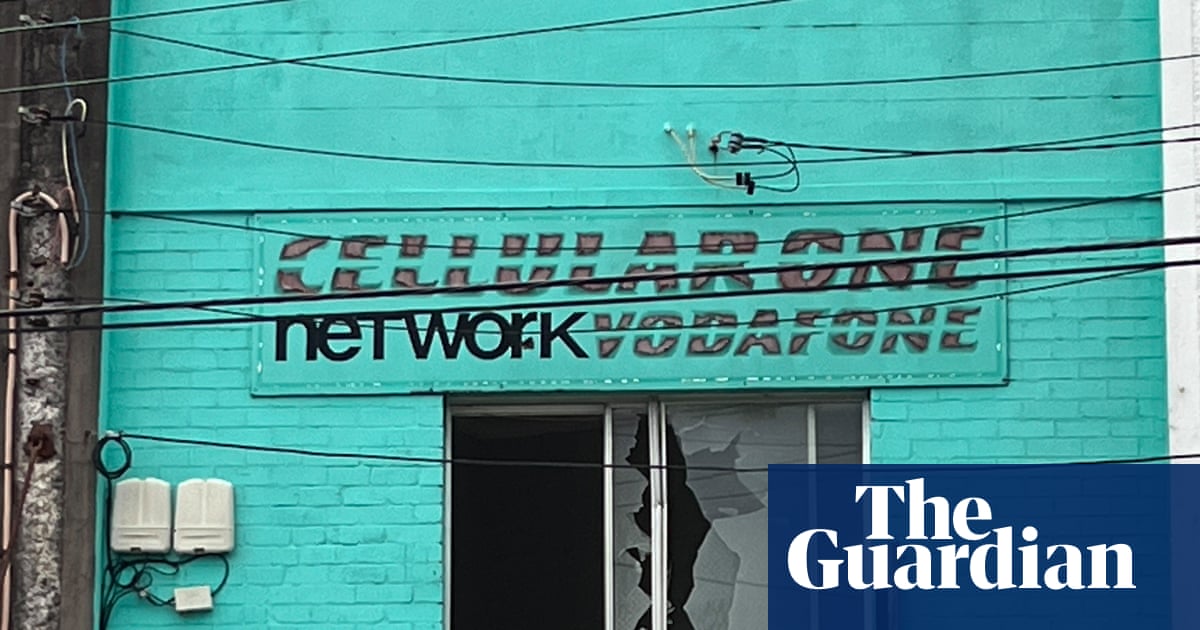 CELLULAR ONE
NETWORK VODAFONE
The
Guardian